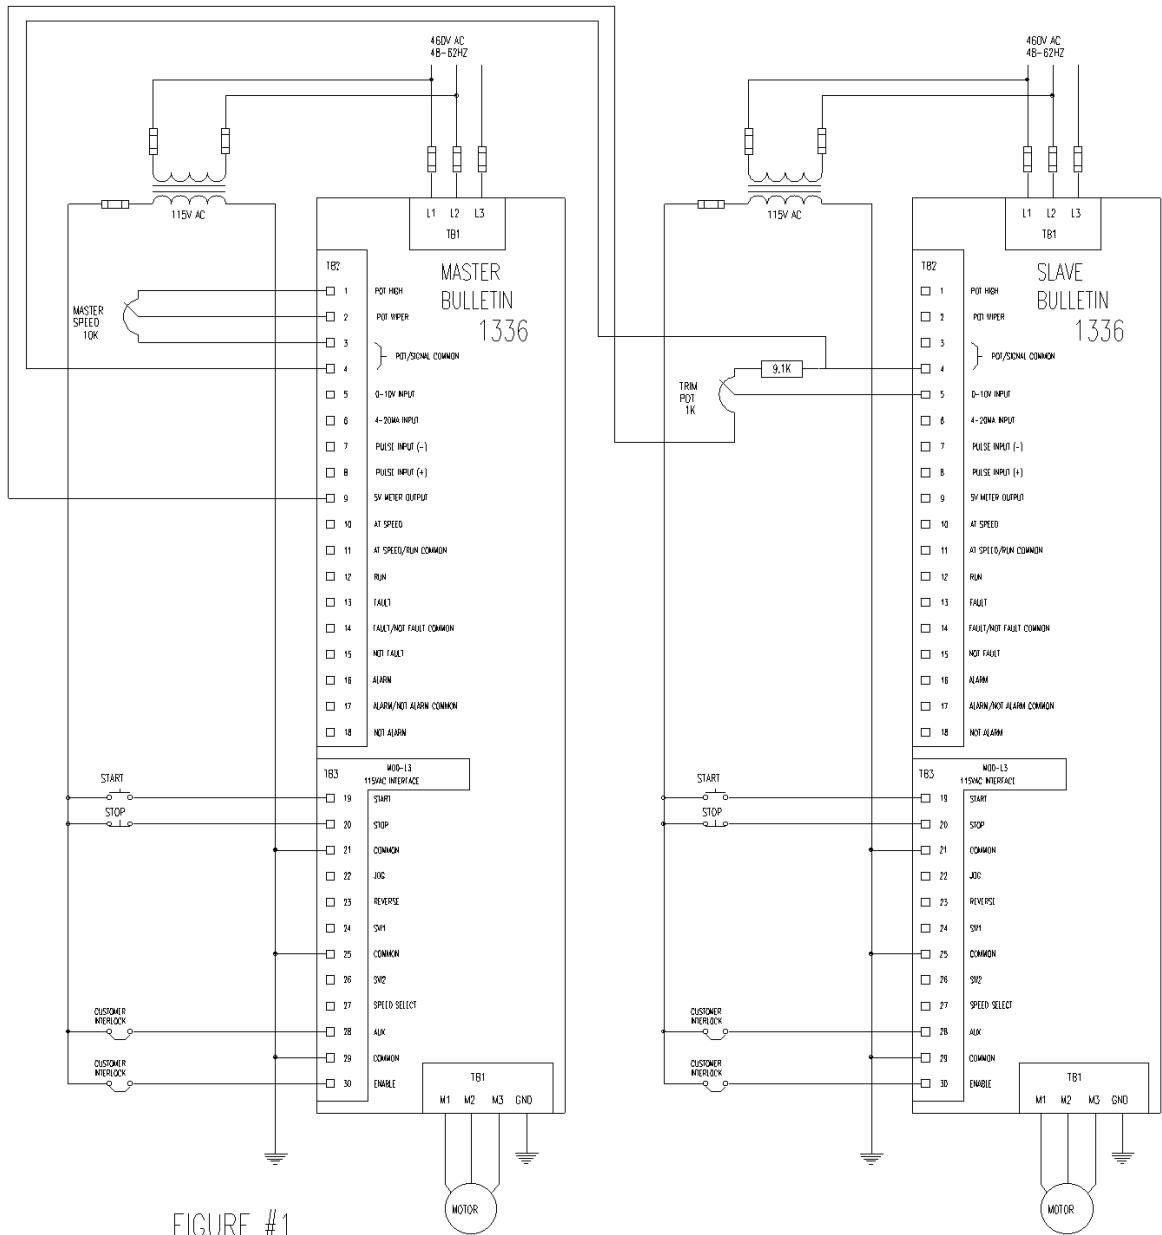 460V AC
48-62HZ
115V AC
L1 L2 L3
TB1
TB2
MASTER
BULLETIN
1336
MASTER
SPEED
10K
1 POT HIGH
2 POT WIPER
3
POT/SIGNAL COMMON
4
5 0-10V INPUT
6 4-20MA INPUT
7 PULSE INPUT (-)
8 PULSE INPUT (+)
9 5V METER OUTPUT
10 AT SPEED
11 AT SPEED/RUN COMMON
12 RUN
13 FAULT
14 FAULT/NOT FAULT COMMON
15 NOT FAULT
16 ALARM
17 ALARM/NOT ALARM COMMON
18 NOT ALARM
TB3
MOD-L3
115VAC INTERFACE
START
19 START
STOP
20 STOP
21 COMMON
22 JOG
23 REVERSE
24 SW1
25 COMMON
26 SW2
27 SPEED SELECT
CUSTOMER
INTERLOCK
28 AUX
29 COMMON
CUSTOMER
INTERLOCK
30 ENABLE
TB1
M1 M2 M3 GND
MOTOR
460V AC
48-62HZ
115V AC
L1 L2 L3
TB1
TB2
SLAVE
BULLETIN
1336
1 POT HIGH
2 POT WIPER
3
POT/SIGNAL COMMON
4
9.1K
TRIM
POT
1K
5 0-10V INPUT
6 4-20MA INPUT
7 PULSE INPUT (-)
8 PULSE INPUT (+)
9 5V METER OUTPUT
10 AT SPEED
11 AT SPEED/RUN COMMON
12 RUN
13 FAULT
14 FAULT/NOT FAULT COMMON
15 NOT FAULT
16 ALARM
17 ALARM/NOT ALARM COMMON
18 NOT ALARM
TB3
MOD-L3
115VAC INTERFACE
START
19 START
STOP
20 STOP
21 COMMON
22 JOG
23 REVERSE
24 SW1
25 COMMON
26 SW2
27 SPEED SELECT
CUSTOMER
INTERLOCK
28 AUX
29 COMMON
CUSTOMER
INTERLOCK
30 ENABLE
TB1
M1 M2 M3 GND
MOTOR
FIGURE #1